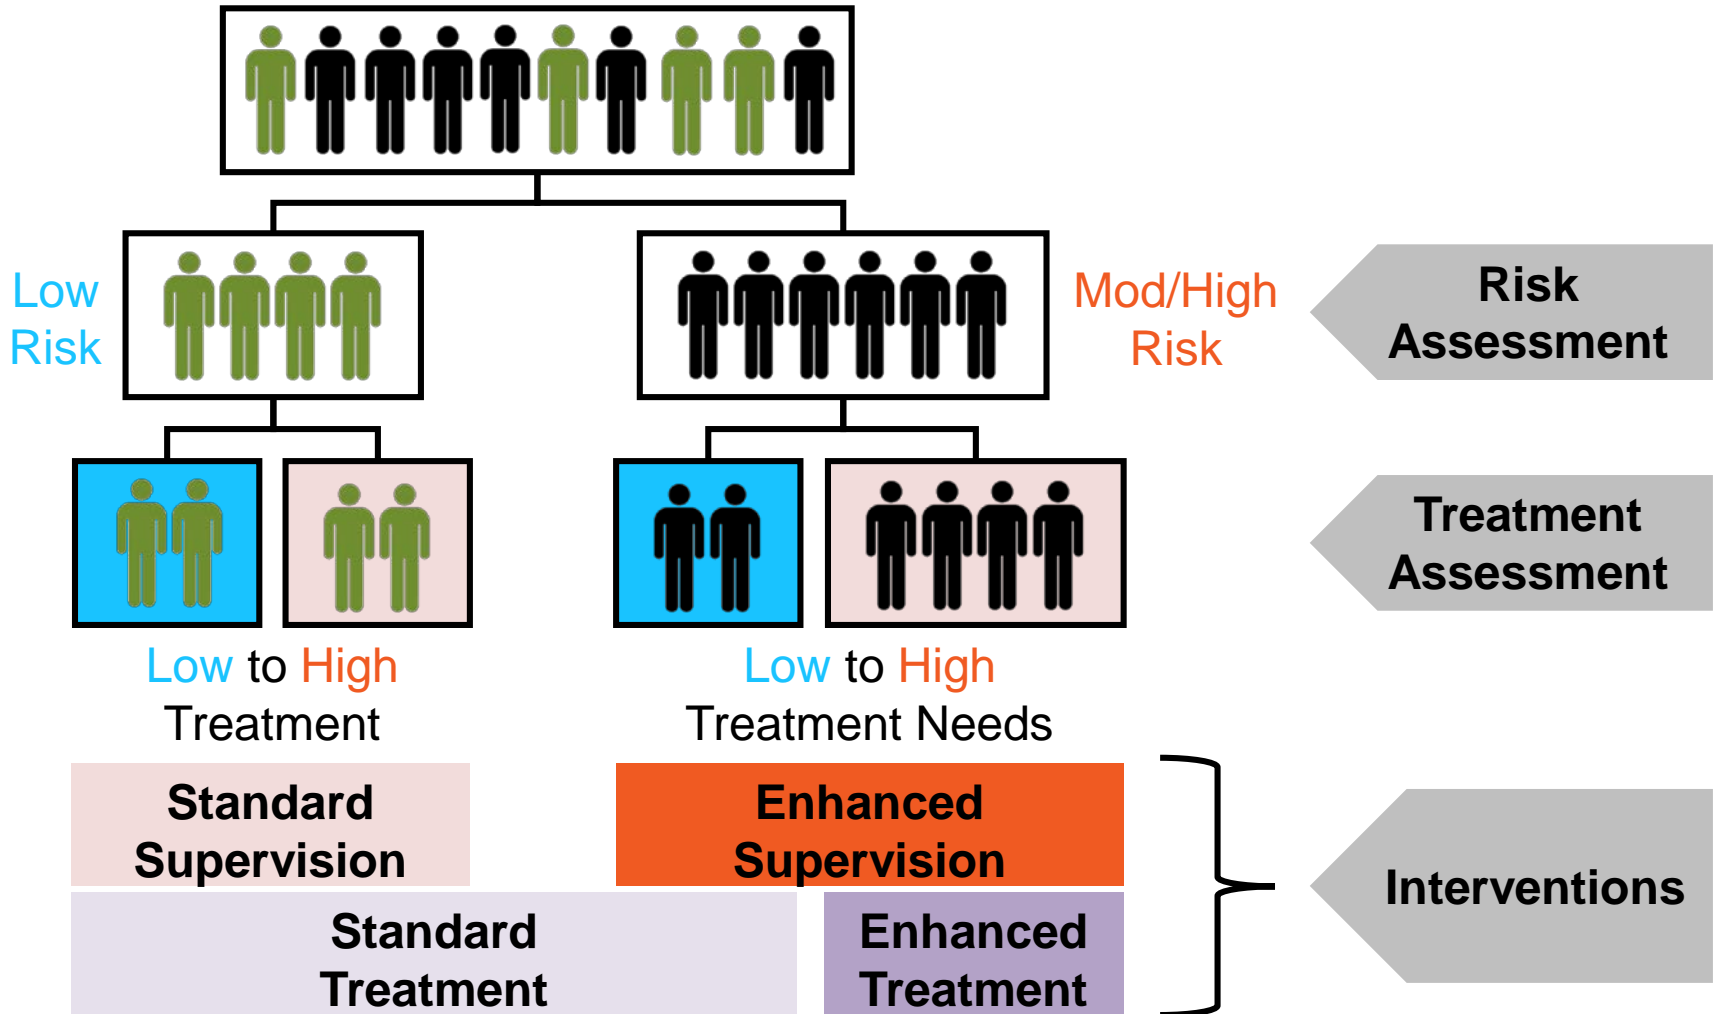 Low
Risk
Mod/High
Risk
Risk
Assessment
Treatment
Assessment
Low to High
Treatment
Low to High
Treatment Needs
Standard
Supervision
Enhanced
Supervision
Standard
Treatment
Enhanced
Treatment
Interventions